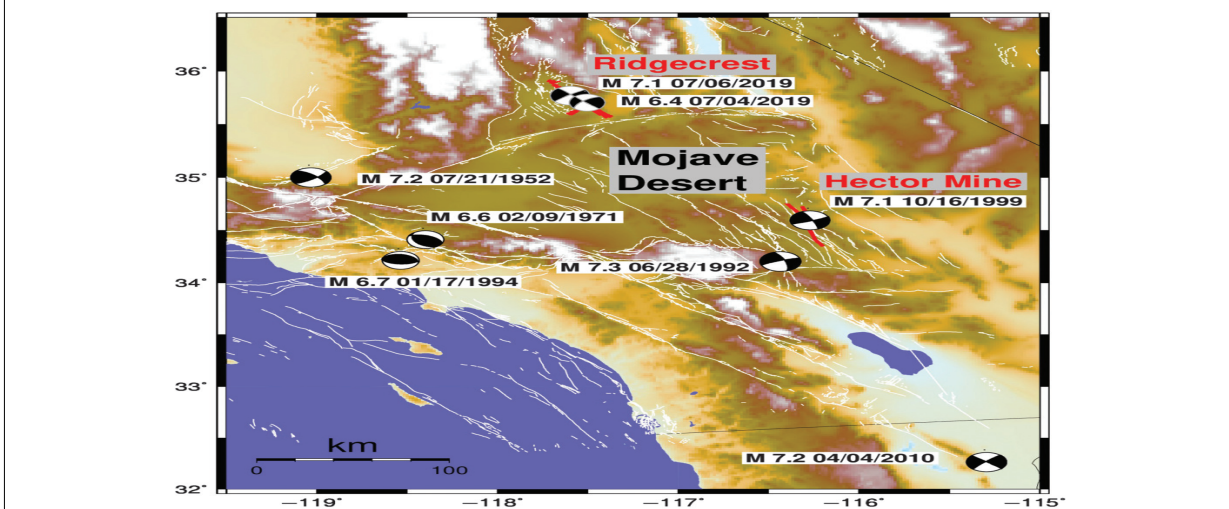 36°
Ridgecrest
M 7.1 07/06/2019
M 6.4 07/04/2019
Mojave
Desert
35°
M 7.2 07/21/1952
Hector Mine
M 7.1 10/16/1999
M 6.6 02/09/1971
M 7.3 06/28/1992
34°
M 6.7 01/17/1994
33°
km
0 100
M 7.2 04/04/2010
32°
−119° −118° −117° −116° −115°